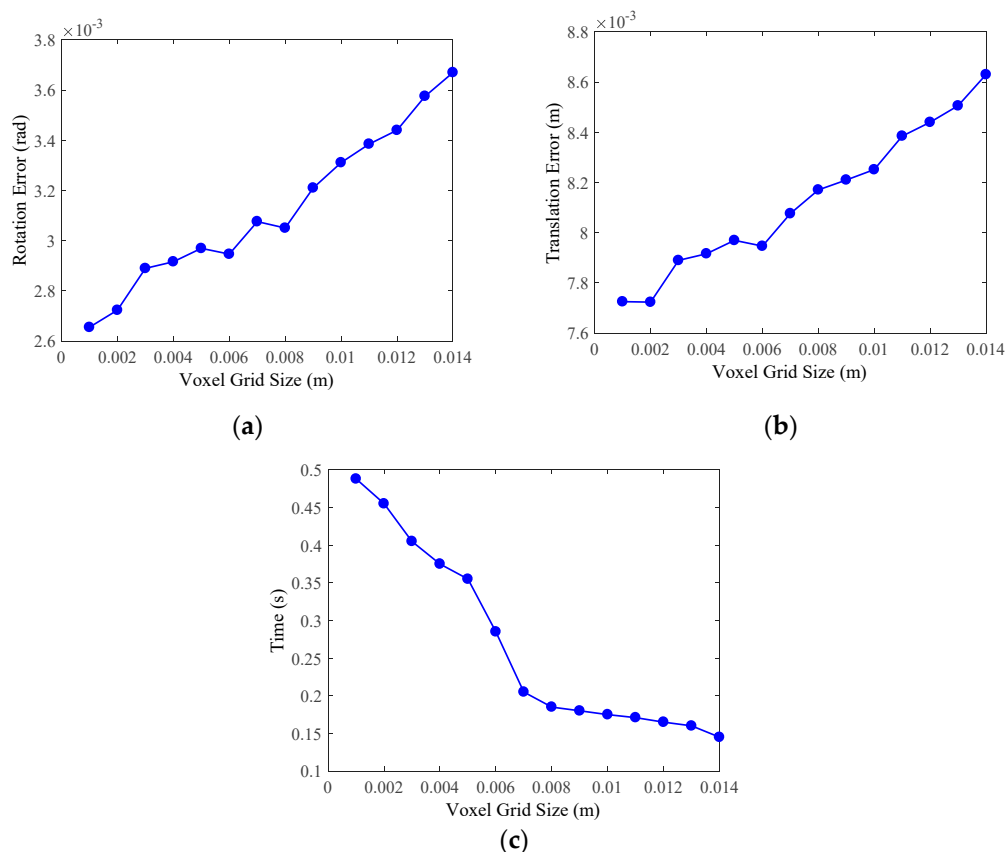 ×10-3
3.8
3.6
3.4
3.2
3
2.8
2.6
Rotation Error (rad)
0 0.002 0.004 0.006 0.008 0.01 0.012 0.014
Voxel Grid Size (m)
(a)
×10-3
8.8
8.6
8.4
8.2
8
7.8
7.6
Translation Error (m)
0 0.002 0.004 0.006 0.008 0.01 0.012 0.014
Voxel Grid Size (m)
(b)
0.5
0.45
0.4
0.35
0.3
0.25
0.2
0.15
0.1
Time (s)
0 0.002 0.004 0.006 0.008 0.01 0.012 0.014
Voxel Grid Size (m)
(c)